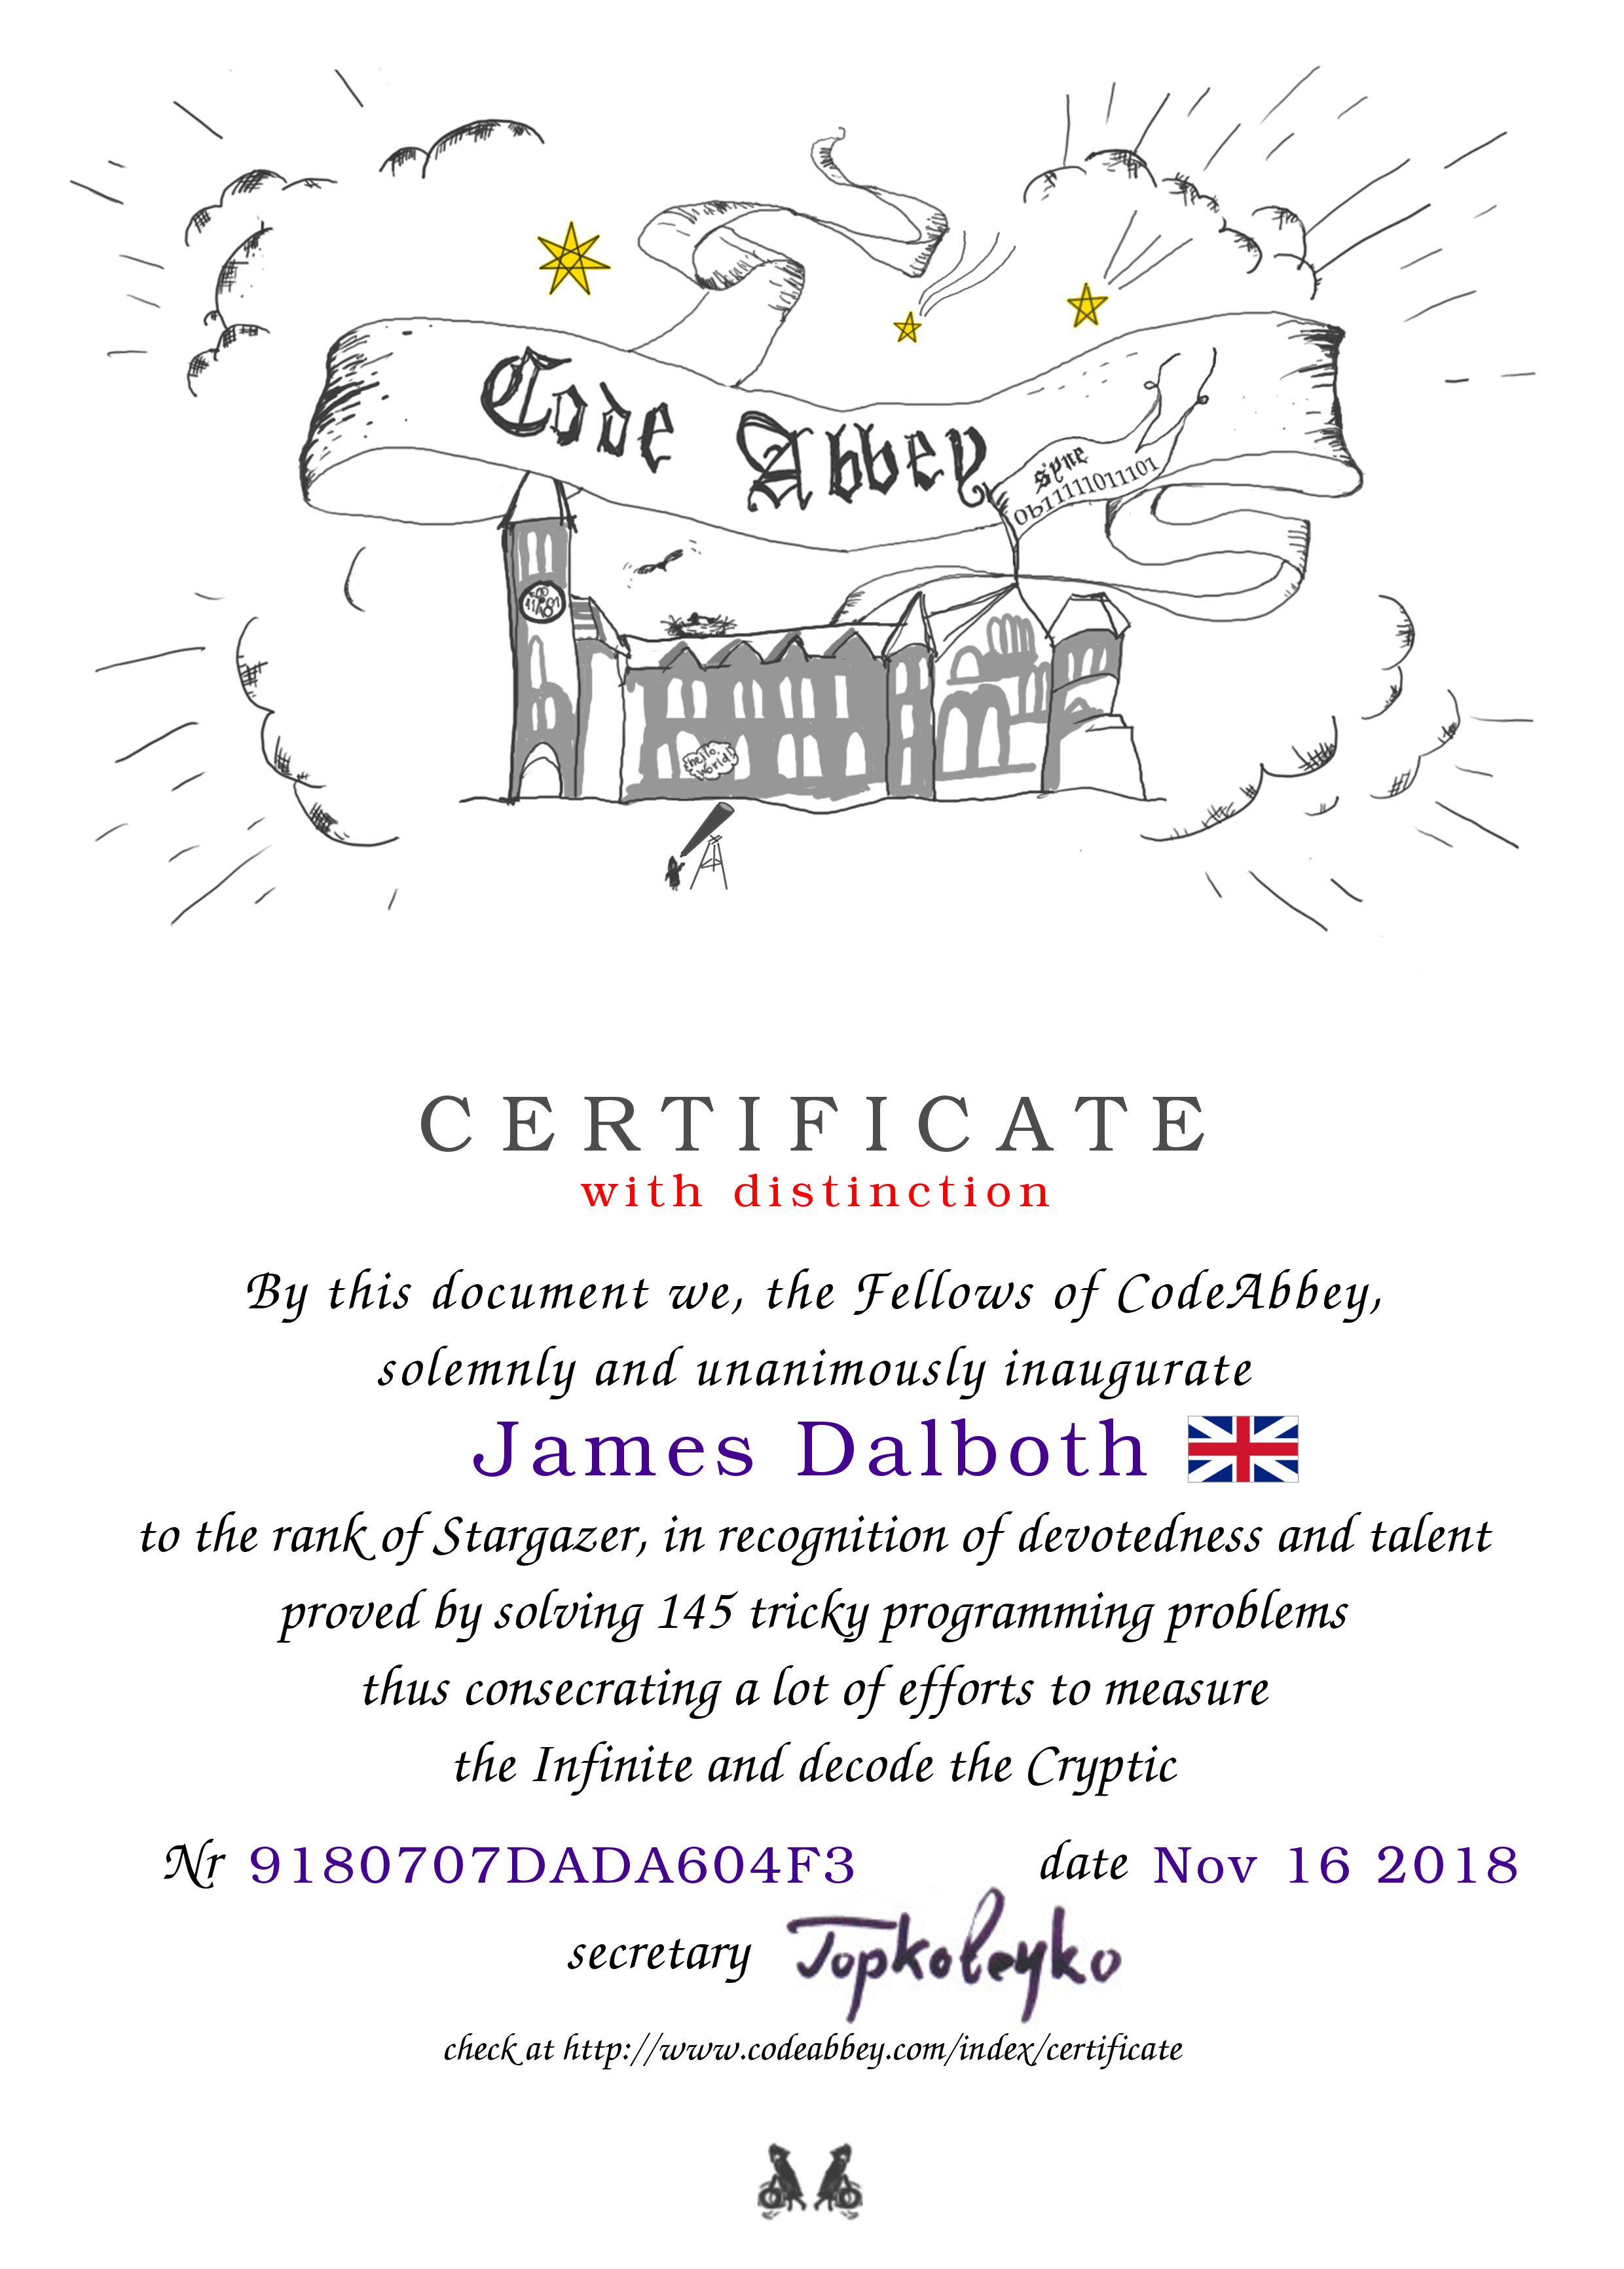 Code Abbey
syne
0b11111011101
hello,
world!
CERTIFICATE
with distinction
By this document we, the Fellows of CodeAbbey,
solemnly and unanimously inaugurate
James Dalboth
to the rank of Stargazer, in recognition of devotedness and talent
proved by solving 145 tricky programming problems
thus consecrating a lot of efforts to measure
the Infinite and decode the Cryptic
Nr 9180707DADA604F3 date Nov 16 2018
secretary
check at http://www.codeabbey.com/index/certificate